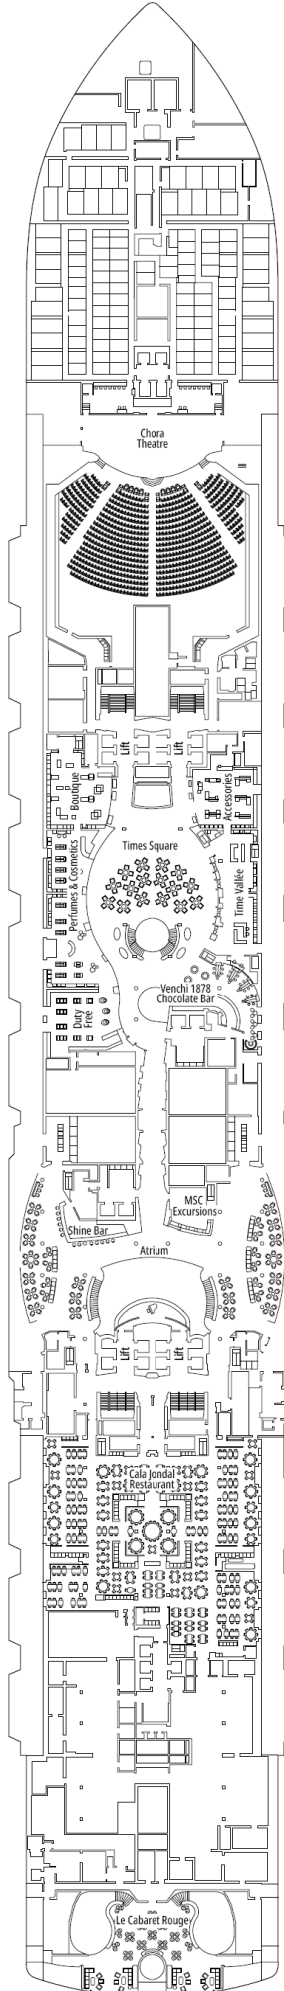 Chora
Theatre
Lift
Lift
Boutique
Accessories
Times Square
Perfumes & Cosmetics
Time Vallée
Venchi 1878
Chocolate Bar
Duty
Free
MSC
Excursions
Shine Bar
Atrium
Lift
Lift
Cala Jondal
Restaurant
Le Cabaret Rouge